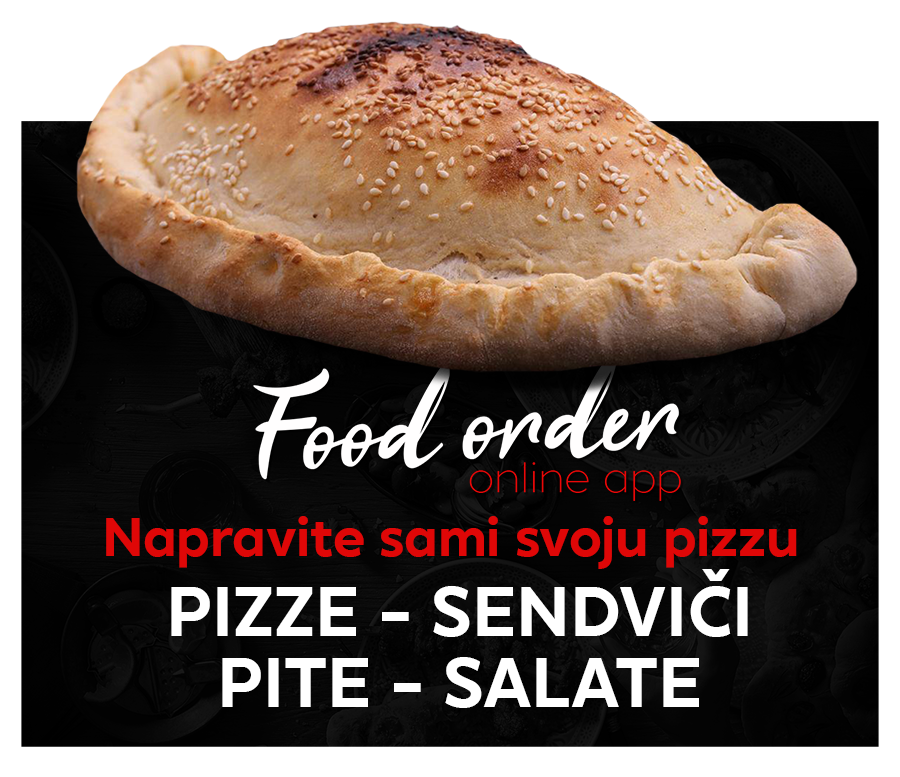 Food order
online app
Napravite sami svoju pizzu
PIZZE - SENDVIČI
PITE - SALATE